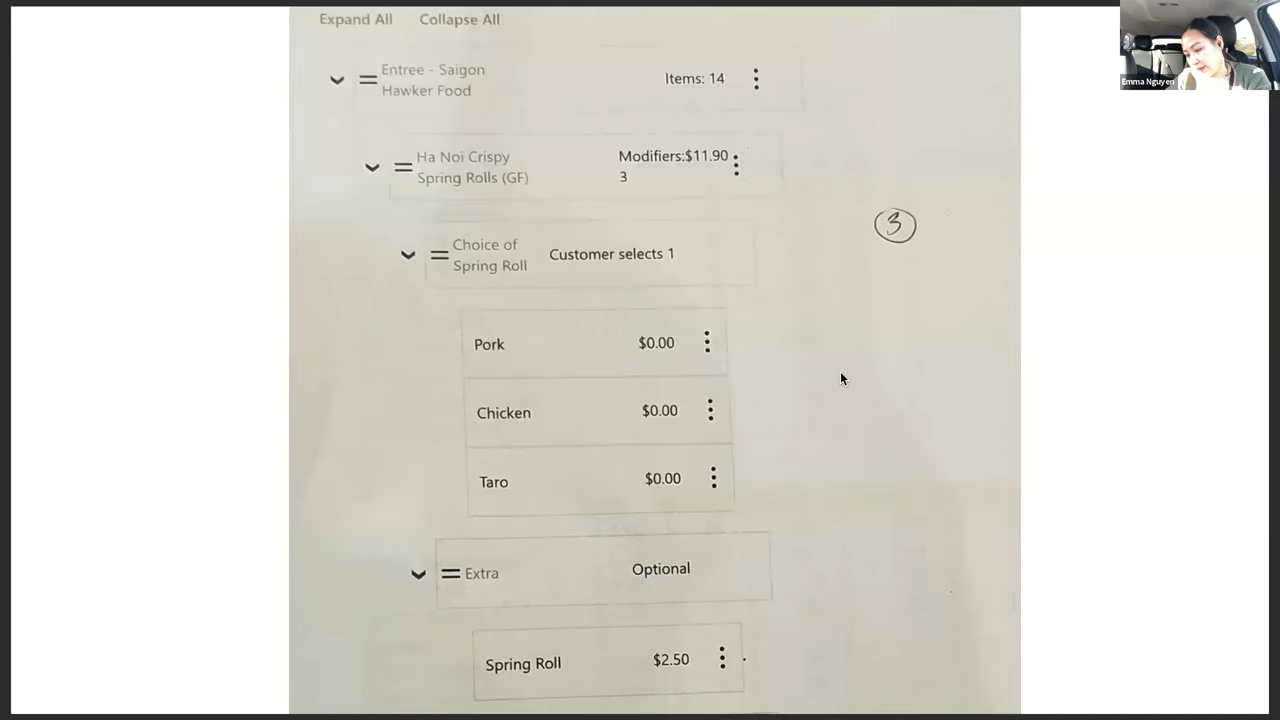 Expand All Collapse All
Entree - Saigon
Hawker Food
Items: 14
Ha Noi Crispy
Spring Rolls (GF)
Modifiers:$11.90
3
3
Choice of
Spring Roll
Customer selects 1
Pork $0.00
Chicken $0.00
Taro $0.00
Extra Optional
Spring Roll $2.50
Emma Nguyen